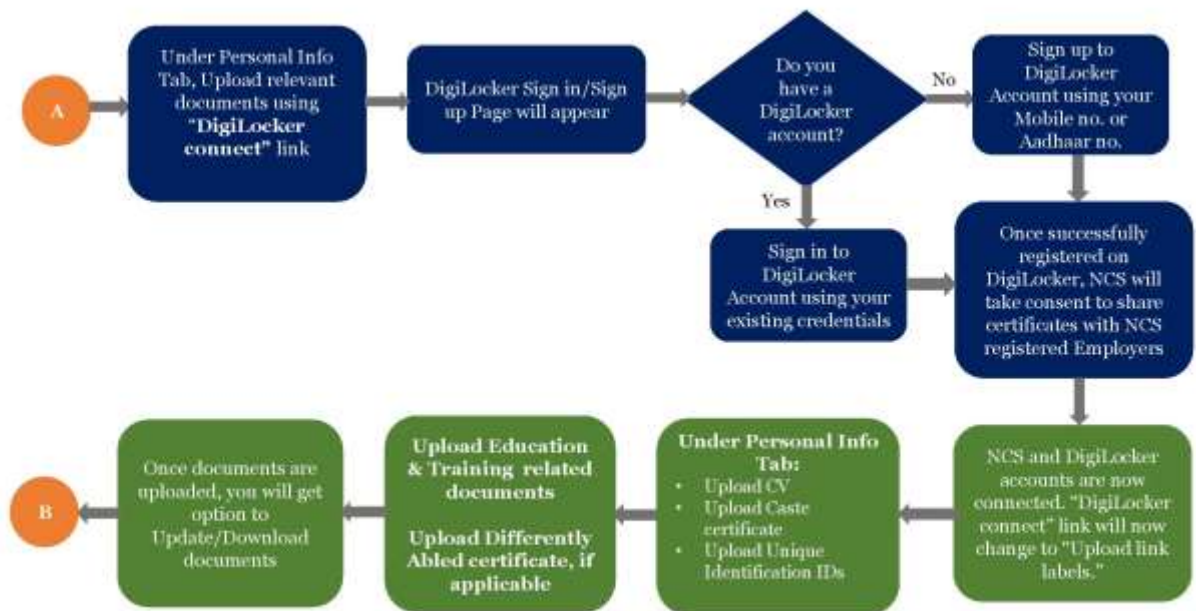 A
Under Personal Info
Tab, Upload relevant
documents using
“DigiLocker
connect” link
DigiLocker Sign in/Sign
up Page will appear
Do you
have a
DigiLocker
account?
No
Sign up to
DigiLocker
Account using your
Mobile no. or
Aadhaar no.
Yes
Sign in to
DigiLocker
Account using your
existing credentials
Once successfully
registered on
DigiLocker, NCS will
take consent to share
certificates with NCS
registered Employers
NCS and DigiLocker
accounts are now
connected. “DigiLocker
connect” link will now
change to “Upload link
labels.”
Under Personal Info
Tab:
• Upload CV
• Upload Caste
certificate
• Upload Unique
Identification IDs
Upload Education
& Training related
documents
Upload Differently
Abled certificate, if
applicable
Once documents are
uploaded, you will get
option to
Update/Download
documents
B